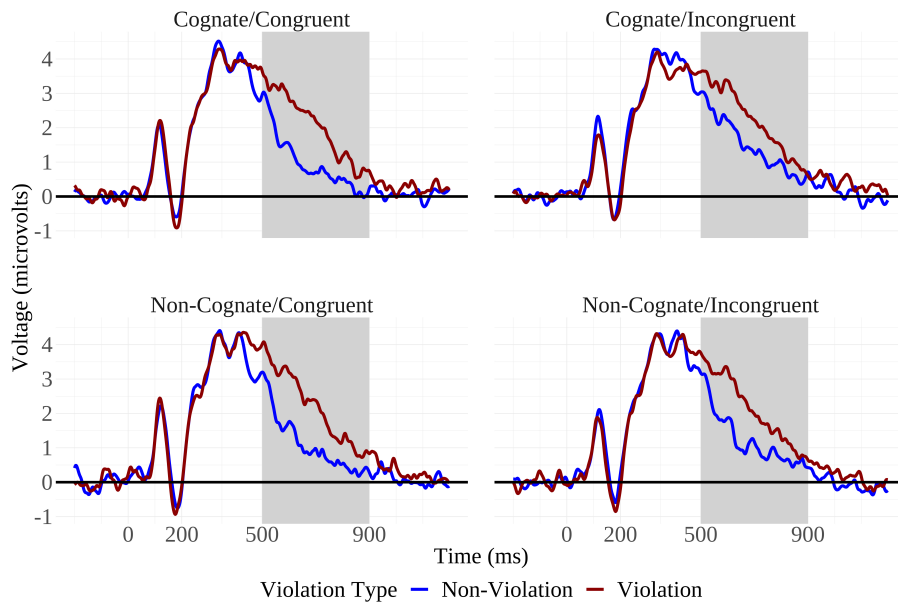 Cognate/Congruent
Cognate/Incongruent
4
3
2
1
0
-1
Voltage (microvolts)
Non-Cognate/Congruent
Non-Cognate/Incongruent
4
3
2
1
0
-1
0 200 500 900
0 200 500 900
Time (ms)
Violation Type Non-Violation Violation